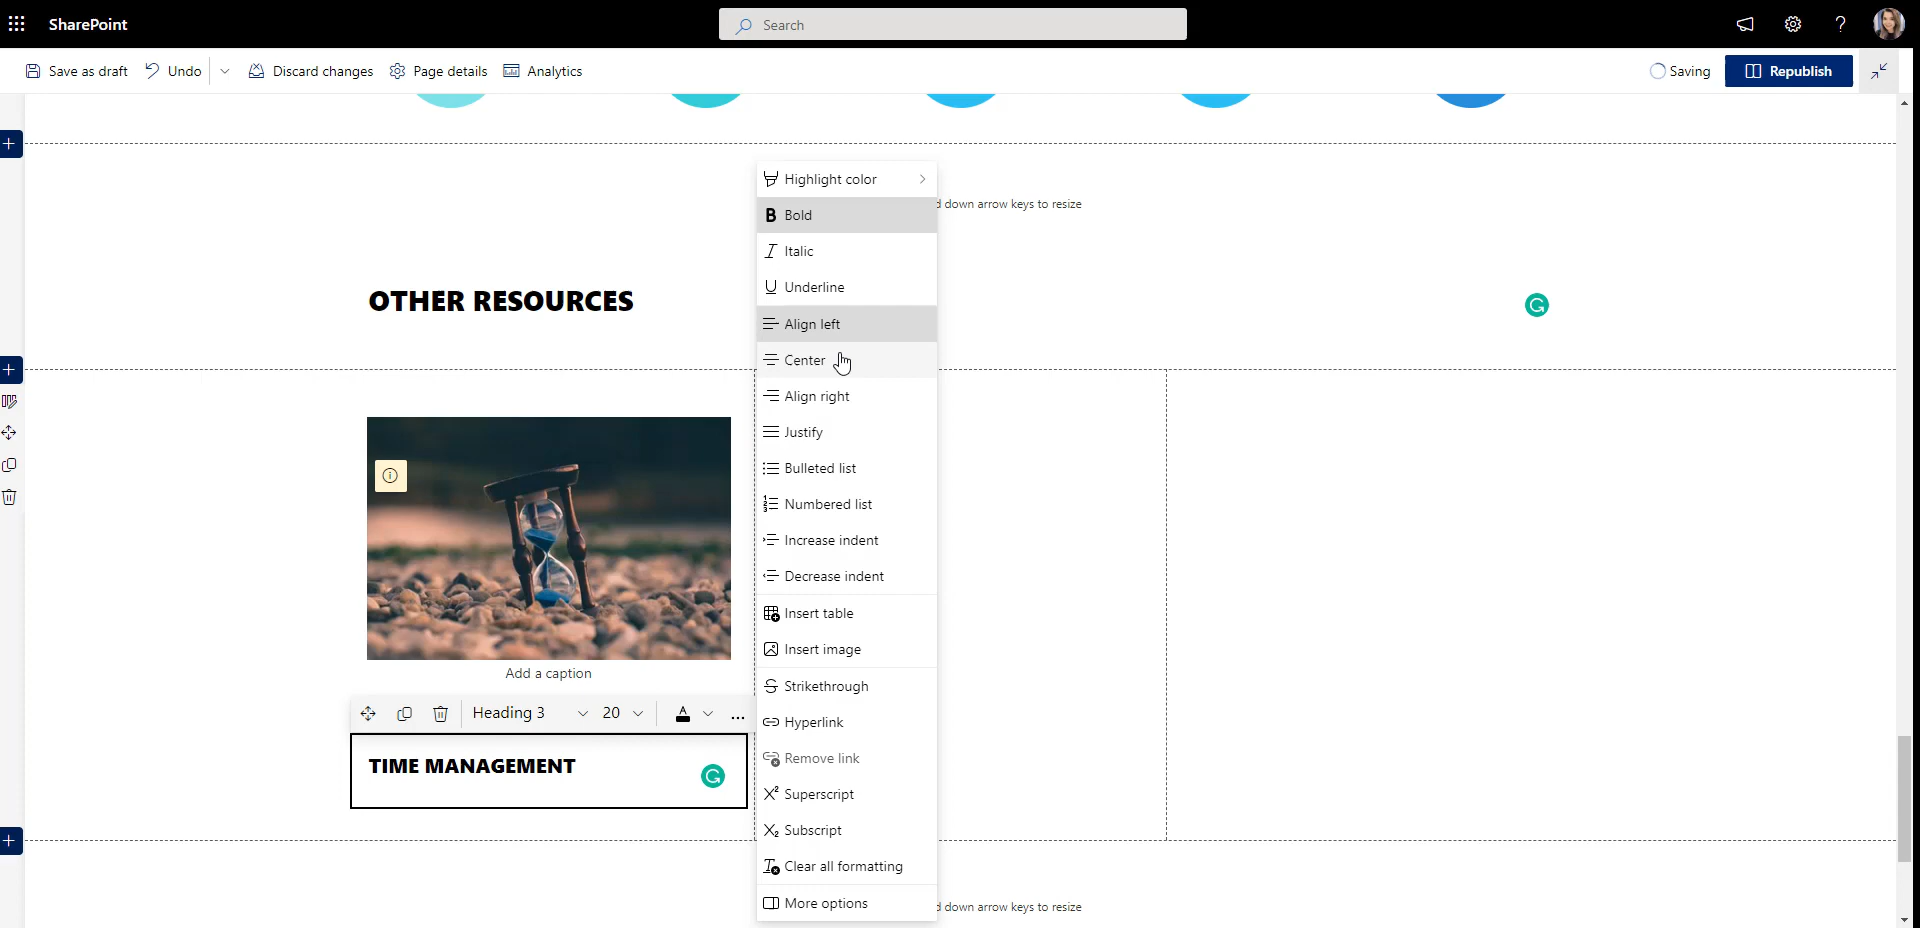 SharePoint
Search
Save as draft
Undo
Discard changes
Page details
Analytics
Saving
Republish
Highlight color
Bold
d down arrow keys to resize
Italic
Underline
OTHER RESOURCES
Align left
Center
Align right
Justify
Bulleted list
Numbered list
Increase indent
Decrease indent
Insert table
Insert image
Add a caption
Strikethrough
Heading 3
20
Hyperlink
TIME MANAGEMENT
Remove link
Superscript
Subscript
Clear all formatting
More options
d down arrow keys to resize